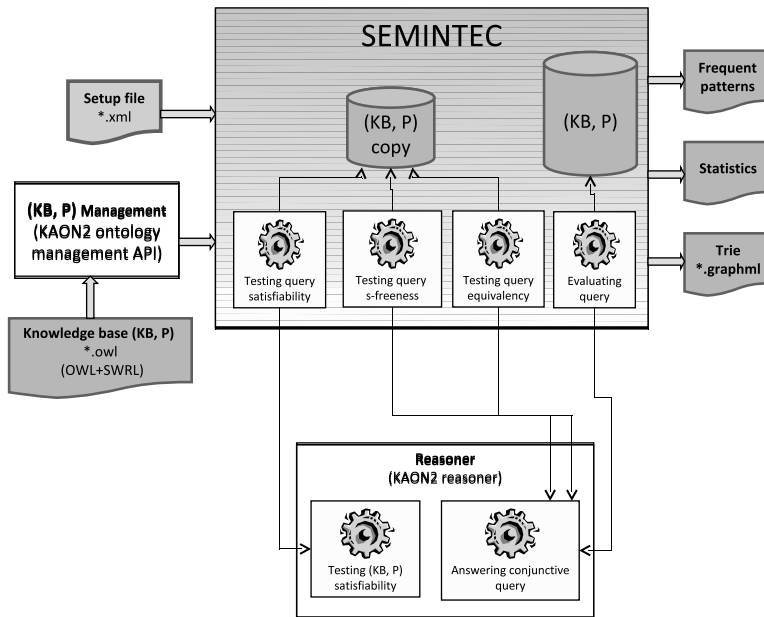 SEMINTEC
Setup file
*.xml
(KB, P)
copy
(KB, P)
Frequent
patterns
Statistics
Trie
*.graphml
(KB, P) Management
(KAON2 ontology
management API)
Testing query
satisfiability
Testing query
s-freeness
Testing query
equivalency
Evaluating
query
Knowledge base (KB, P)
*.owl
(OWL+SWRL)
Reasoner
(KAON2 reasoner)
Testing (KB, P)
satisfiability
Answering conjunctive
query